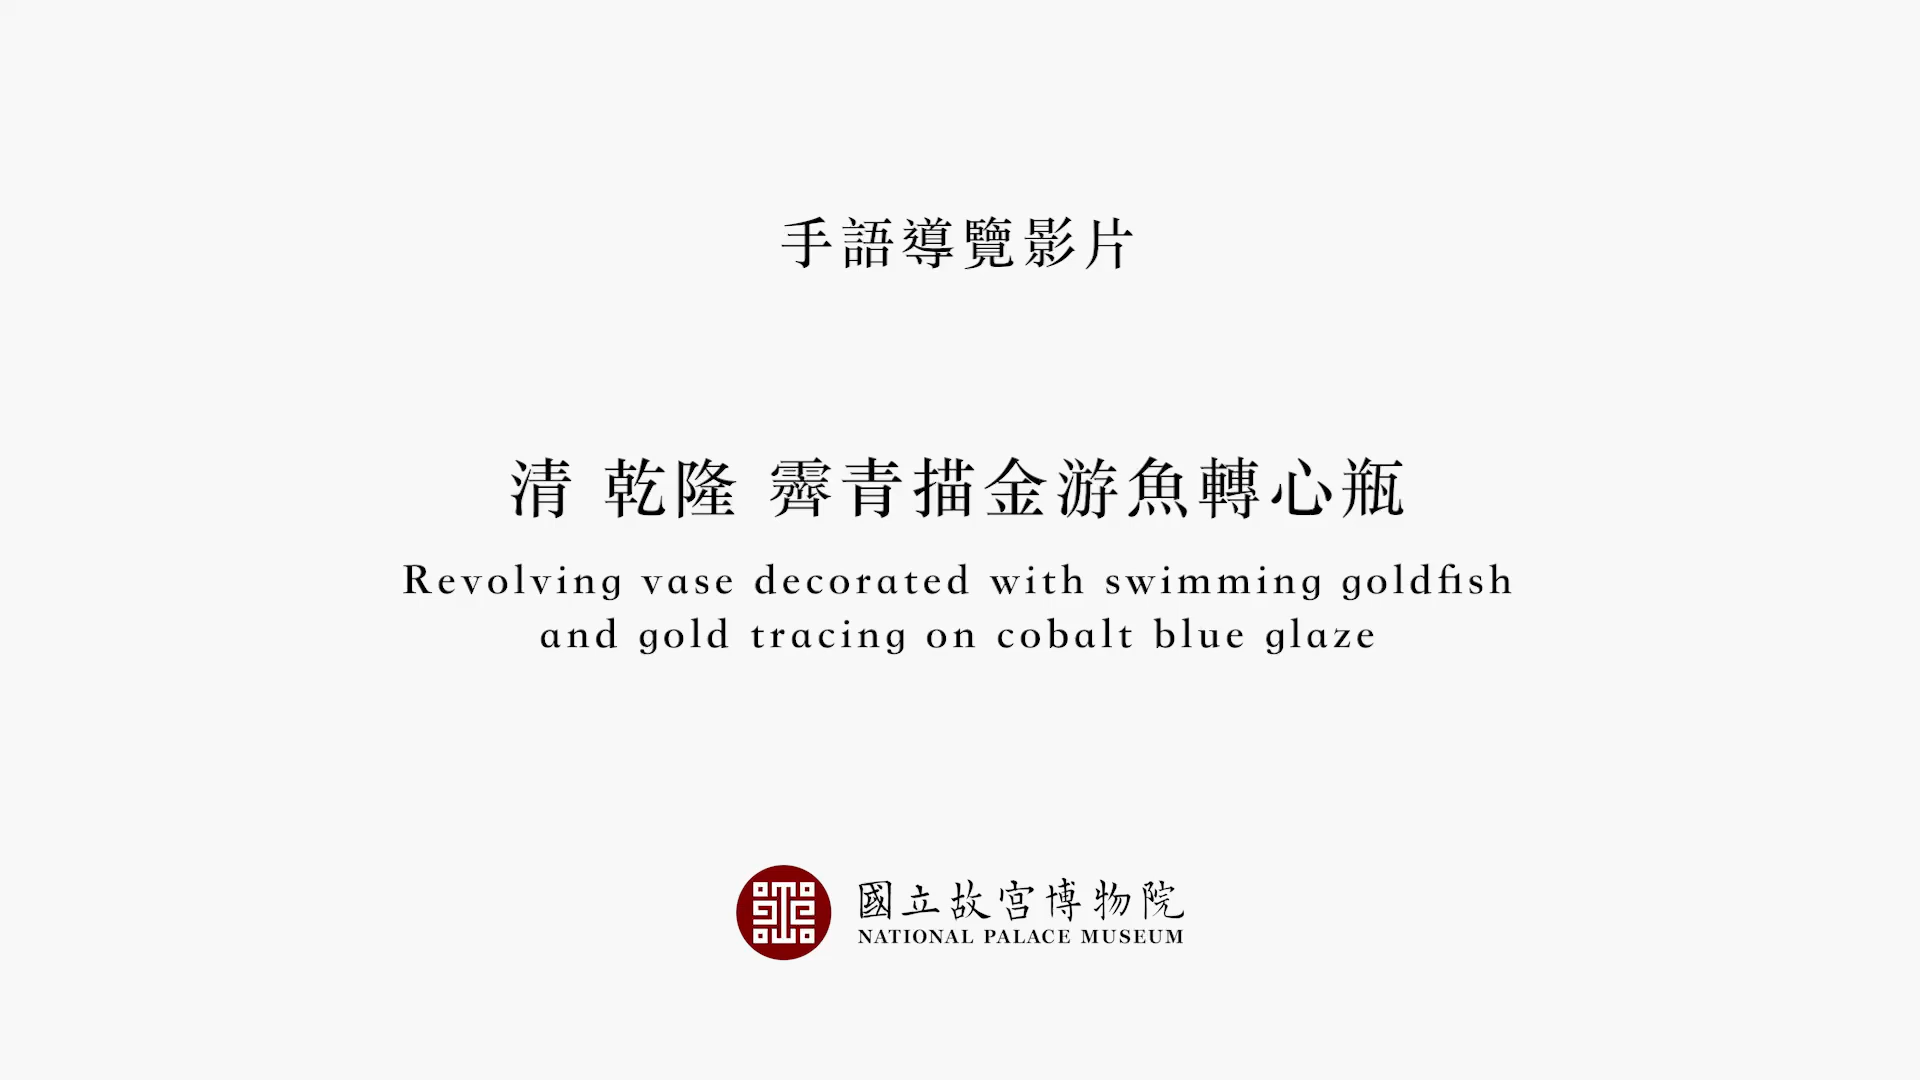 手語導覽影片
清 乾隆 霽青描金游魚轉心瓶
Revolving vase decorated with swimming goldfish
and gold tracing on cobalt blue glaze
國立故宮博物院
NATIONAL PALACE MUSEUM